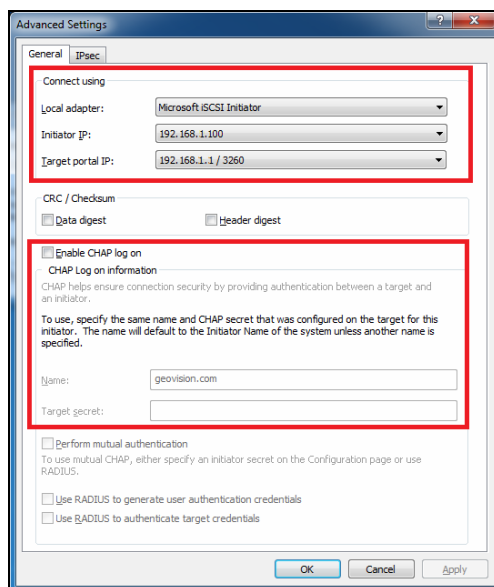 Advanced Settings
General IPsec
Connect using
Local adapter: Microsoft iSCSI Initiator
Initiator IP: 192.168.1.100
Target portal IP: 192.168.1..1 / 3260
CRC / Checksum
Data digest Header digest
Enable CHAP log on
CHAP Log on information
CHAP helps ensure connection security by providing authentication between a target and
an initiator.
To use, specify the same name and CHAP secret that was configured on the target for this
initiator. The name will default to the Initiator Name of the system unless another name is
specified.
Name: geovision.com
Target secret:
Perform mutual authentication
To use mutual CHAP, either specify an initiator secret on the Configuration page or use
RADIUS.
Use RADIUS to generate user authentication credentials
Use RADIUS to authenticate target credentials
OK Cancel Apply